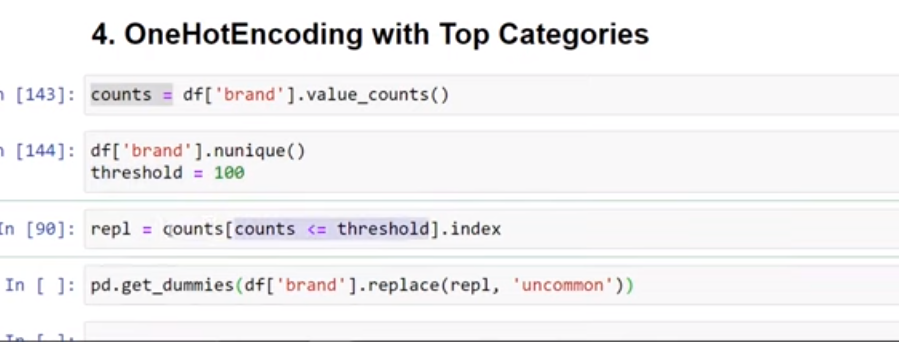 4. OneHotEncoding with Top Categories
n [143]: counts = df['brand'].value_counts()
n [144]: df['brand'].nunique()
threshold = 100
In [90]: repl = counts[counts <= threshold].index
In [ ]: pd.get_dummies(df['brand'].replace(repl, 'uncommon'))
In [ ]: